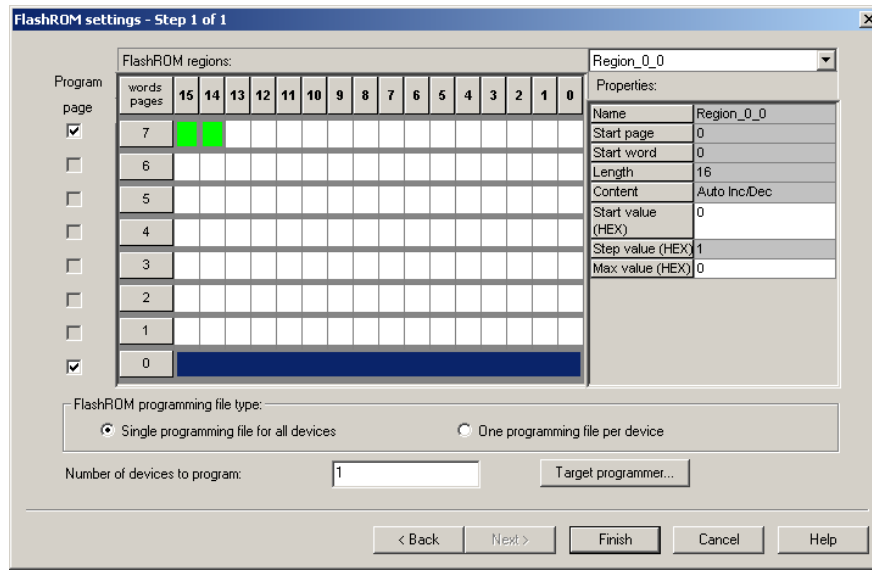 FlashROM settings - Step 1 of 1
FlashROM regions:
Region_0_0
Program page
words pages 15 14 13 12 11 10 9 8 7 6 5 4 3 2 1 0
7
6
5
4
3
2
1
0
Properties:
Name Region_0_0
Start page 0
Start word 0
Length 16
Content Auto Inc/Dec
Start value (HEX) 0
Step value (HEX) 1
Max value (HEX) 0
FlashROM programming file type:
Single programming file for all devices One programming file per device
Number of devices to program: 1 Target programmer...
< Back Next > Finish Cancel Help